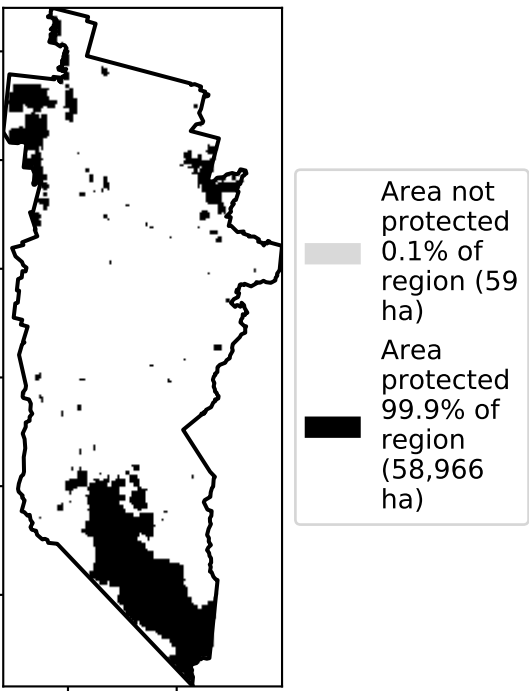 Area not
protected
0.1% of
region (59
ha)
Area
protected
99.9% of
region
(58,966
ha)